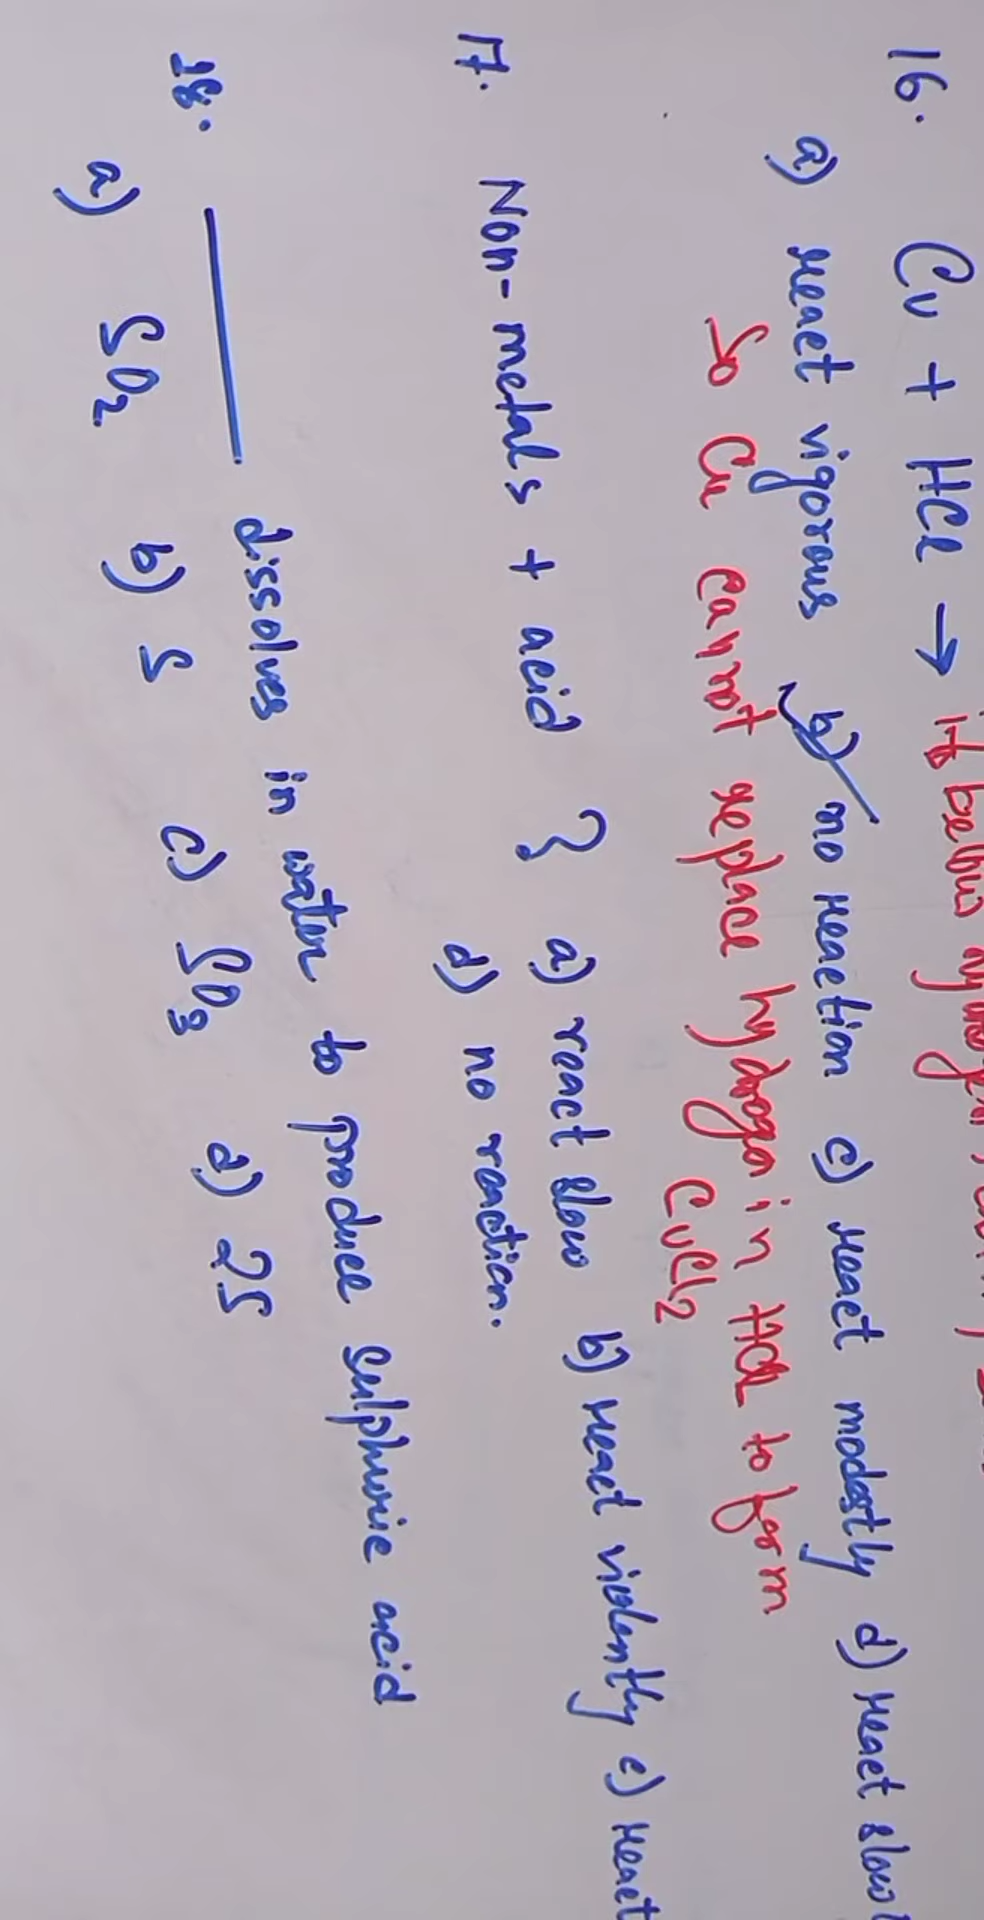 16. Cu + HCl → its below
a) react vigorous b) no reaction c) react modestly d) react
So Cu cannot replace hydrogen in HCl to form
CuCl2
17. Non-metals + acid } a) react slow b) react violently c) react
d) no reaction.
18. ______ dissolves in water to produce sulphuric acid
a) SO2 b) S c) SO3 d) 2S